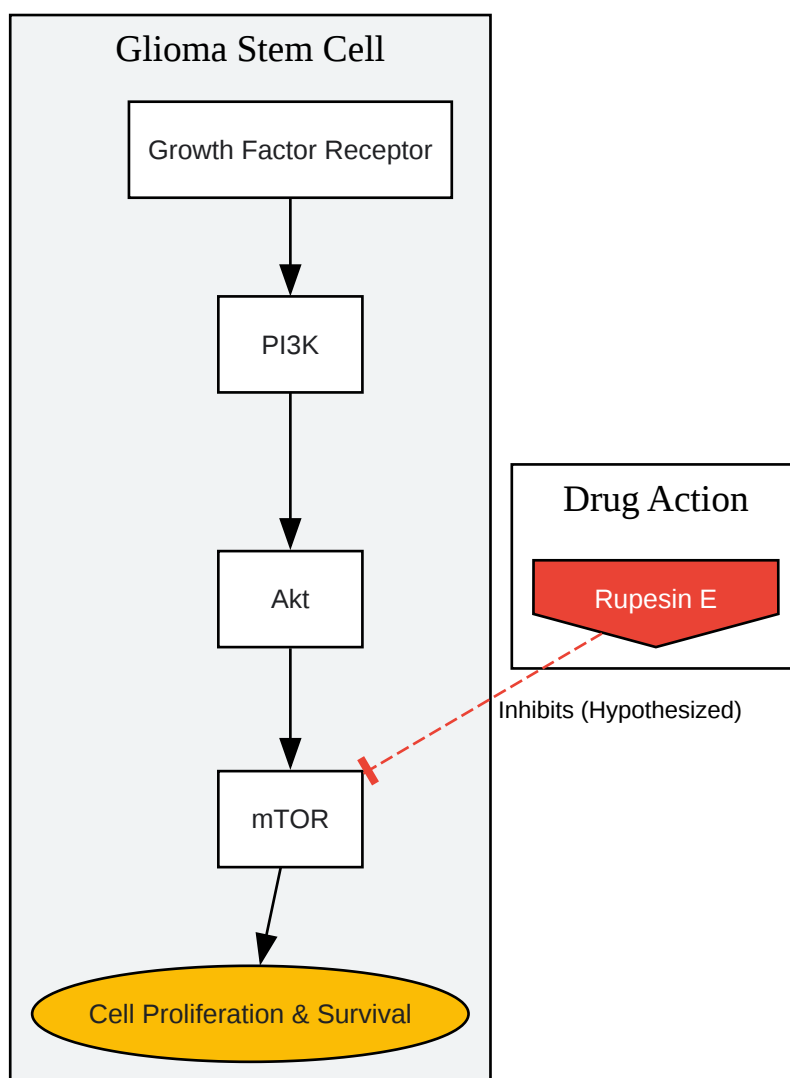 Glioma Stem Cell
Growth Factor Receptor
PI3K
Akt
mTOR
Cell Proliferation & Survival
Drug Action
Rupesin E
Inhibits (Hypothesized)